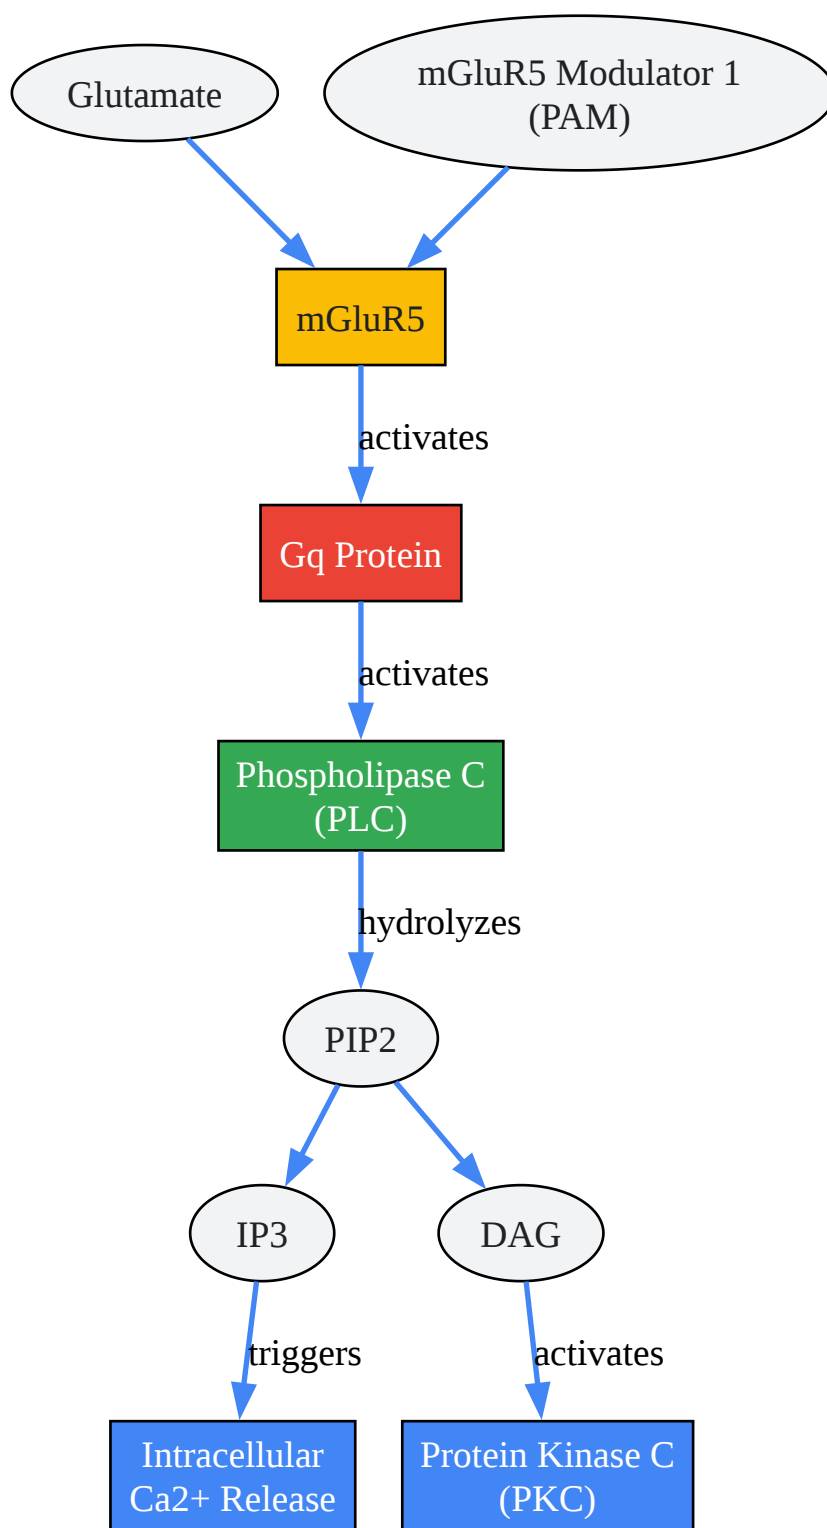 Glutamate
mGluR5 Modulator 1
(PAM)
mGluR5
activates
Gq Protein
activates
Phospholipase C
(PLC)
hydrolyzes
PIP2
IP3
DAG
triggers
activates
Intracellular
Ca2+ Release
Protein Kinase C
(PKC)